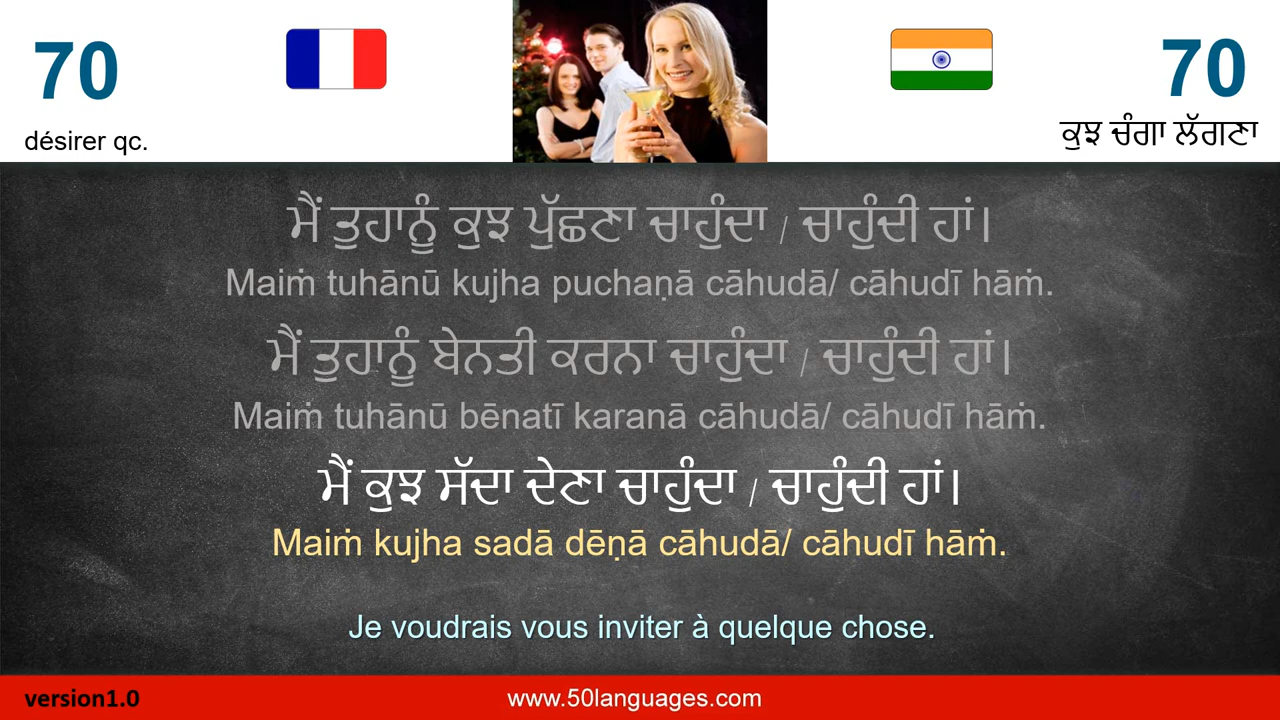 70
désirer qc.
70
ਕੁਝ ਚੰਗਾ ਲੱਗਣਾ
ਮੈਂ ਤੁਹਾਨੂੰ ਕੁਝ ਪੁੱਛਣਾ ਚਾਹੁੰਦਾ / ਚਾਹੁੰਦੀ ਹਾਂ।
Maiṁ tuhānū kujha puchaṇā cāhudā/ cāhudī hāṁ.
ਮੈਂ ਤੁਹਾਨੂੰ ਬੇਨਤੀ ਕਰਨਾ ਚਾਹੁੰਦਾ / ਚਾਹੁੰਦੀ ਹਾਂ।
Maiṁ tuhānū bēnatī karanā cāhudā/ cāhudī hāṁ.
ਮੈਂ ਕੁਝ ਸੱਦਾ ਦੇਣਾ ਚਾਹੁੰਦਾ / ਚਾਹੁੰਦੀ ਹਾਂ।
Maiṁ kujha sadā dēṇā cāhudā/ cāhudī hāṁ.
Je voudrais vous inviter à quelque chose.
version1.0
www.50languages.com